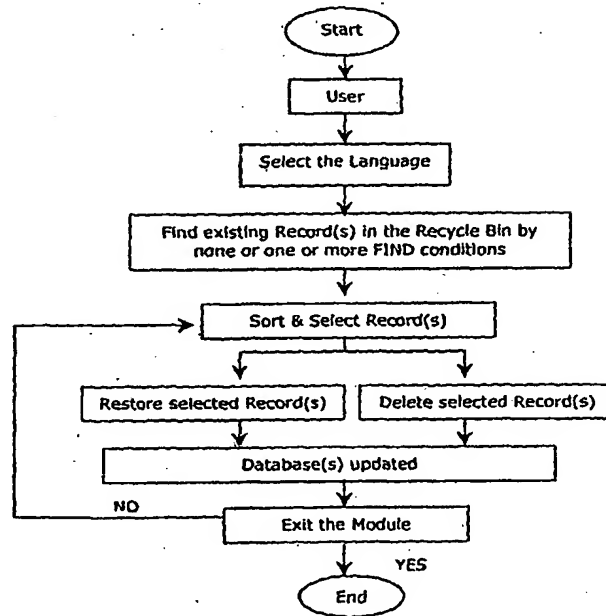 Start
User
Select the Language
Find existing Record(s) in the Recycle Bin by
none or one or more FIND conditions
Sort & Select Record(s)
Restore selected Record(s)
Delete selected Record(s)
Database(s) updated
NO
Exit the Module
YES
End